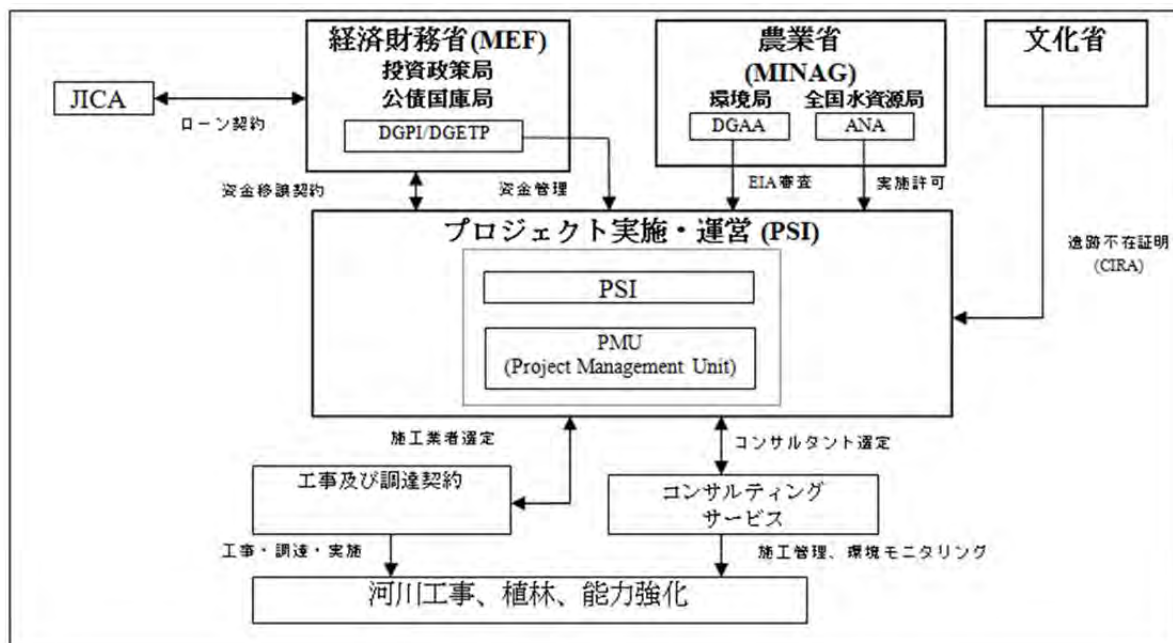 経済財務省(MEF)
投資政策局
公債国庫局
DGPI/DGETP
農業省
(MINAG)
環境局 全国水資源局
DGAA ANA
文化省
JICA
ローン契約
資金移譲契約
資金管理
EIA審査
実施許可
遺跡不在証明
(CIRA)
プロジェクト実施・運営 (PSI)
PSI
PMU
(Project Management Unit)
施工業者選定
コンサルタント選定
工事及び調達契約
コンサルティング
サービス
工事・調達・実施
施工管理、環境モニタリング
河川工事、植林、能力強化